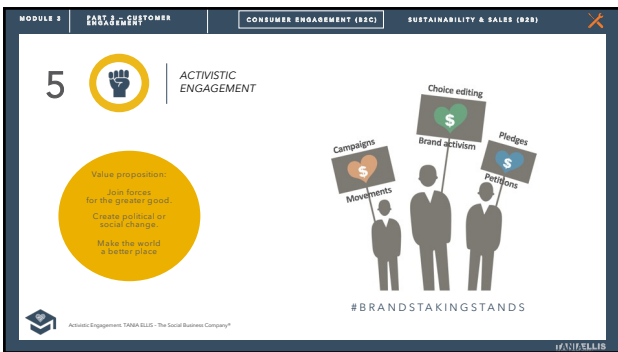 MODULE 3
PART 3 – CUSTOMER
ENGAGEMENT
CONSUMER ENGAGEMENT (B2C)
SUSTAINABILITY & SALES (B2B)
5
ACTIVISTIC
ENGAGEMENT
Value proposition:
Join forces
for the greater good.
Create political or
social change.
Make the world
a better place
Campaigns
$
Movements
Choice editing
$
Brand activism
Pledges
$
Petitions
#BRANDSTAKINGSTANDS
Activistic Engagement: TANIA ELLIS - The Social Business Company®
TANIAELLIS